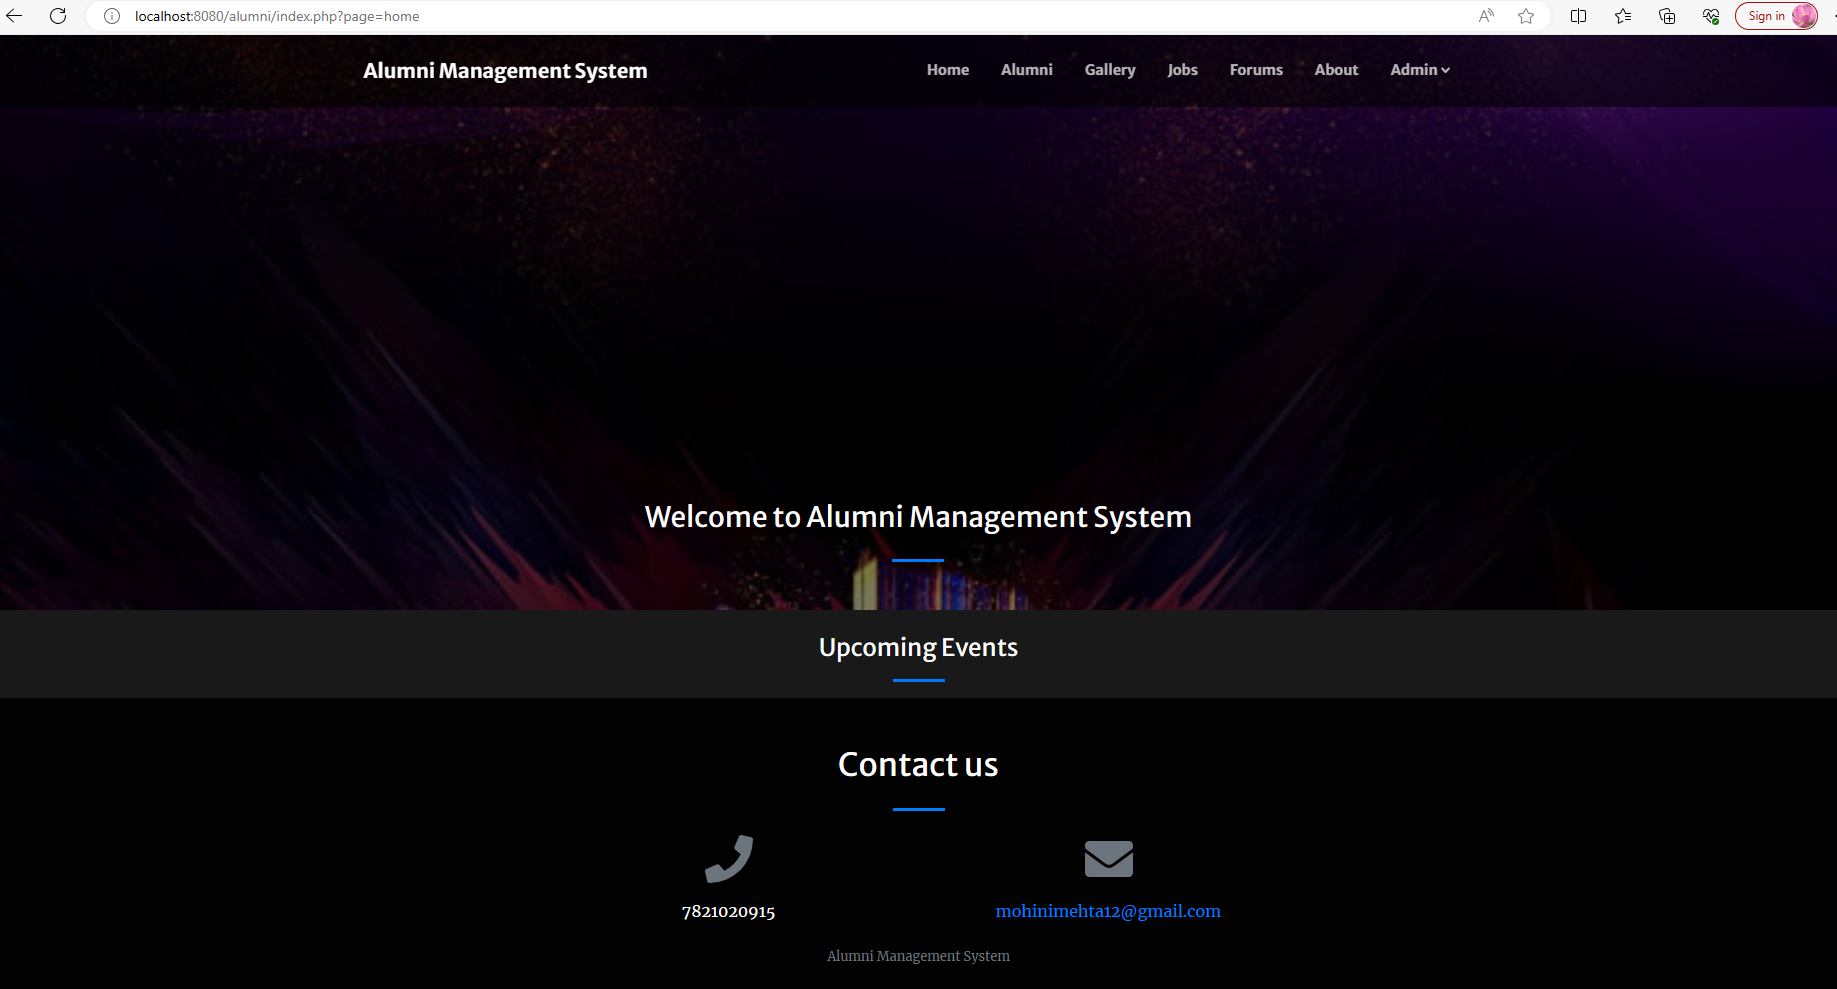 localhost:8080/alumni/index.php?page=home
Sign in
Alumni Management System
Home Alumni Gallery Jobs Forums About Admin
Welcome to Alumni Management System
Upcoming Events
Contact us
7821020915 mohinimehta12@gmail.com
Alumni Management System